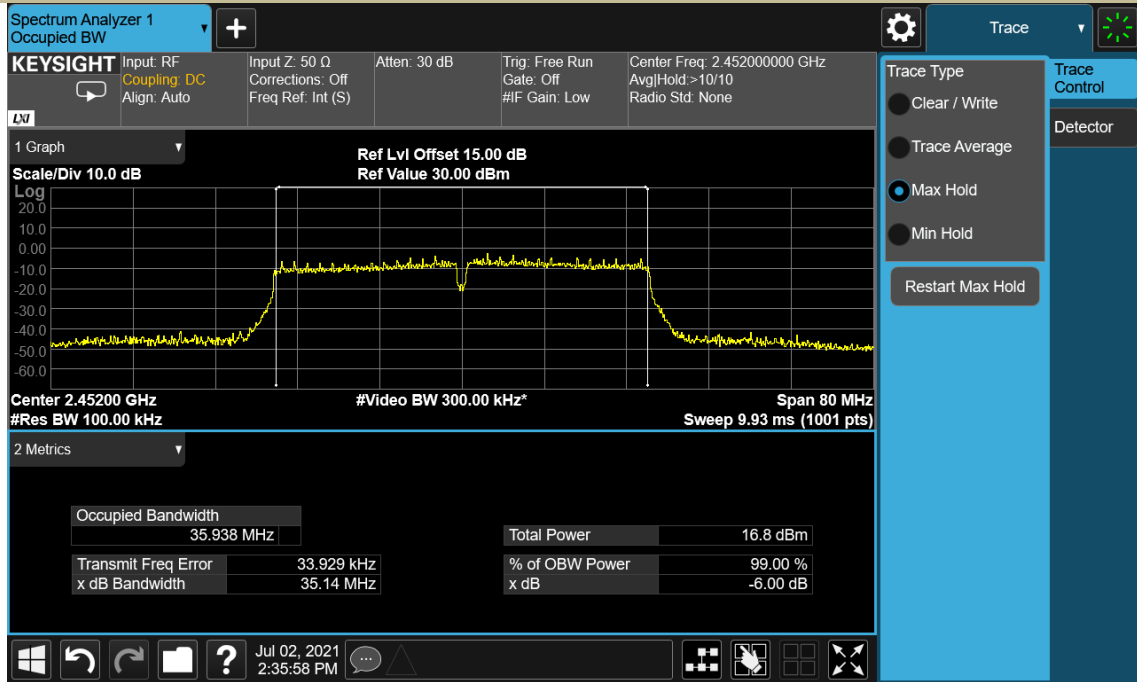 Spectrum Analyzer 1
Occupied BW
Trace
KEYSIGHT
LXI
Input: RF
Coupling: DC
Align: Auto
Input Z: 50 Ω
Corrections: Off
Freq Ref: Int (S)
Atten: 30 dB
Trig: Free Run
Gate: Off
#IF Gain: Low
Center Freq: 2.452000000 GHz
Avg|Hold:>10/10
Radio Std: None
1 Graph
Scale/Div 10.0 dB
Ref Lvl Offset 15.00 dB
Ref Value 30.00 dBm
Log
20.0
10.0
0.00
-10.0
-20.0
-30.0
-40.0
-50.0
-60.0
Center 2.45200 GHz
#Video BW 300.00 kHz*
Span 80 MHz
#Res BW 100.00 kHz
Sweep 9.93 ms (1001 pts)
2 Metrics
Occupied Bandwidth
35.938 MHz
Total Power 16.8 dBm
Transmit Freq Error 33.929 kHz
% of OBW Power 99.00 %
x dB Bandwidth 35.14 MHz
x dB -6.00 dB
Jul 02, 2021
2:35:58 PM
Trace Type
Clear / Write
Trace Average
Max Hold
Min Hold
Restart Max Hold
Trace
Control
Detector